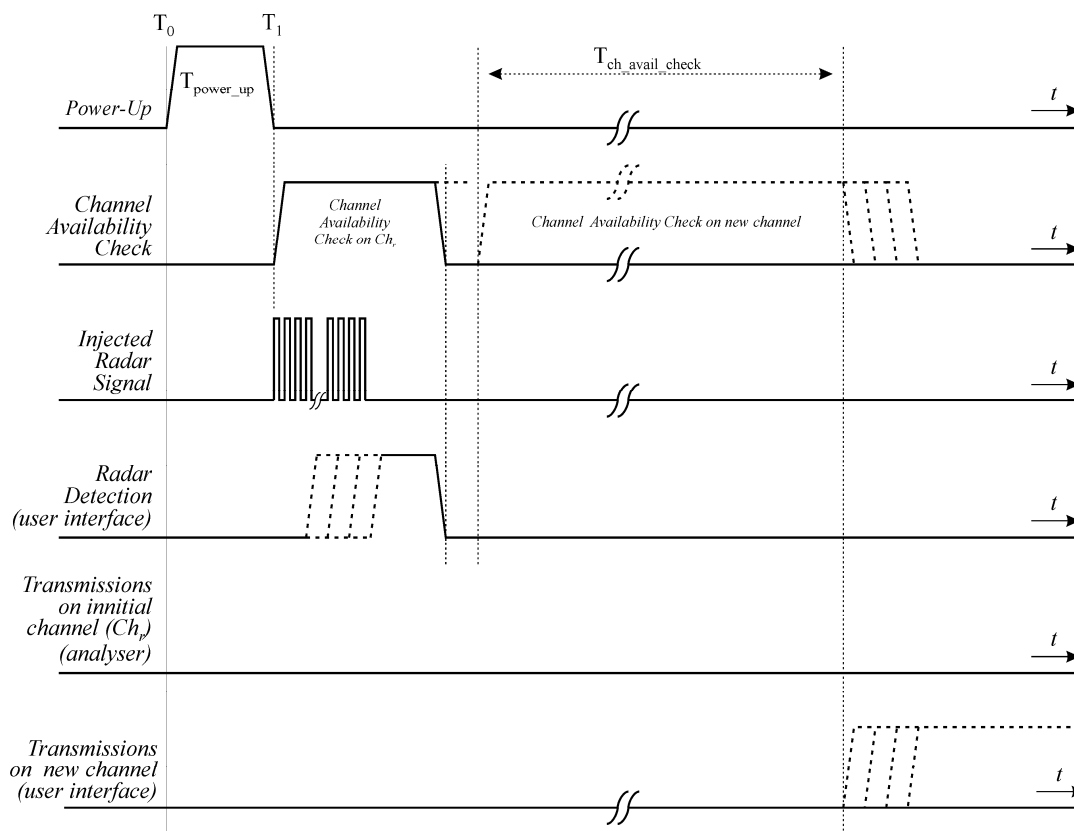 T0 T1
Tch_avail_check
Tpower_up
Power-Up
t
Channel
Availability
Check
Channel
Availability
Check on Chr
Channel Availability Check on new channel
t
Injected
Radar
Signal
t
Radar
Detection
(user interface)
t
Transmissions
on innitial
channel (Chr)
(analyser)
t
Transmissions
on new channel
(user interface)
t